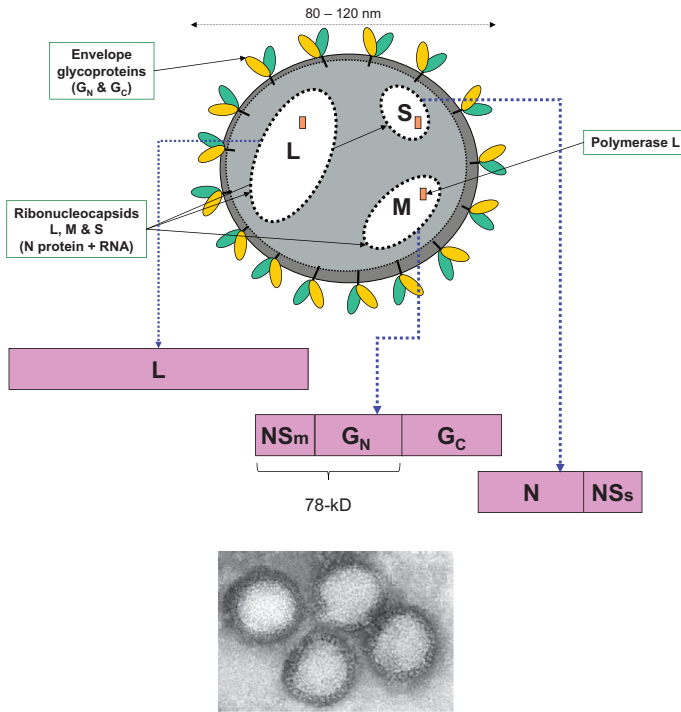 80 – 120 nm
Envelope
glycoproteins
(GN & GC)
S
L
Polymerase L
M
Ribonucleocapsids
L, M & S
(N protein + RNA)
L
NSm GN GC
N NSs
78-kD